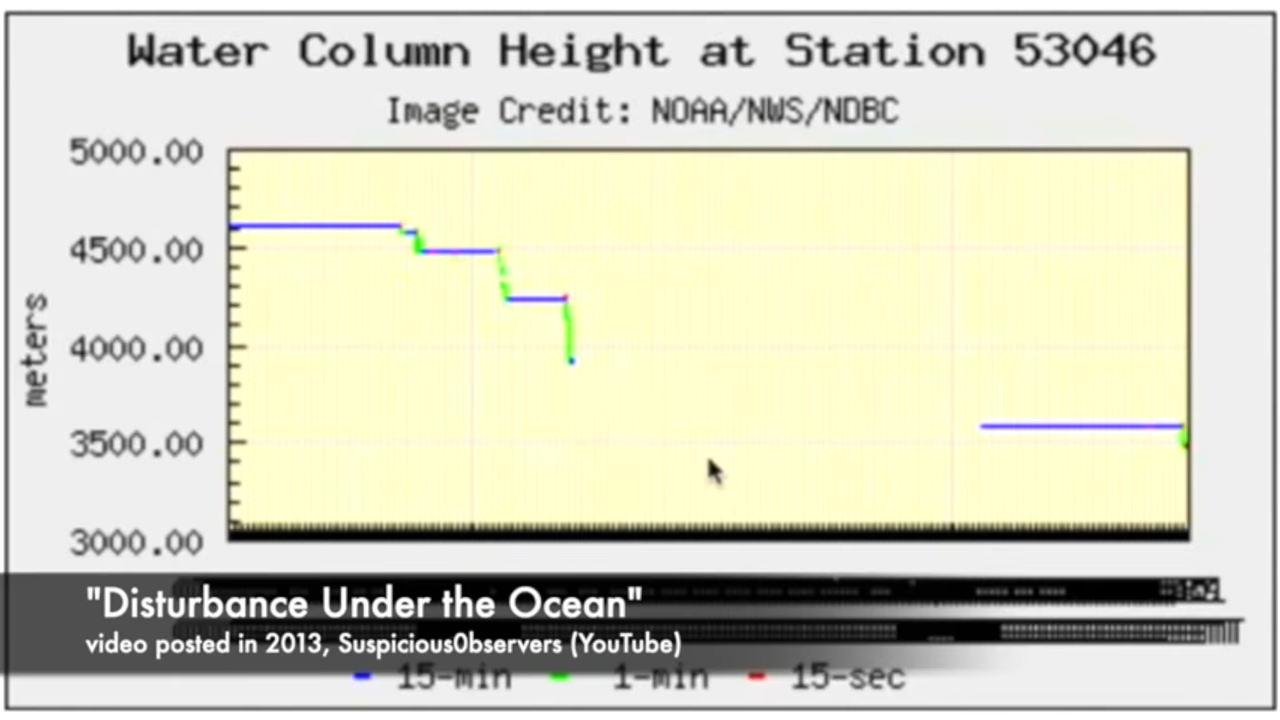 Water Column Height at Station 53046
Image Credit: NOAA/NWS/NDBC
5000.00
4500.00
4000.00
3500.00
3000.00
meters
"Disturbance Under the Ocean"
video posted in 2013, Suspicious0bservers (YouTube)
15-min 1-min 15-sec